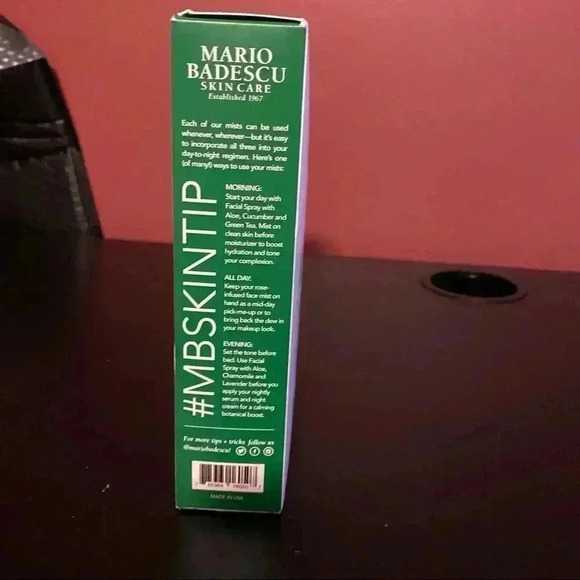 MARIO
BADESCU
SKIN CARE
Established 1967
Each of our mists can be used
whenever, wherever—but it's easy
to incorporate all three into your
day-to-night regimen. Here's one
(of many!) ways to use your mists:
#MBSKINTIP
MORNING:
Start your day with
Facial Spray with
Aloe, Cucumber and
Green Tea. Mist on
clean skin before
moisturizer to boost
hydration and tone
your complexion.
ALL DAY:
Keep your rose-
infused face mist on
hand as a mid-day
pick-me-up or to
bring back the dew in
your makeup look.
EVENING:
Set the tone before
bed. Use Facial
Spray with Aloe,
Chamomile and
Lavender before you
apply your nightly
serum and night
cream for a calming
botanical boost.
For more tips + tricks follow us
@mariobadescu!
MADE IN USA